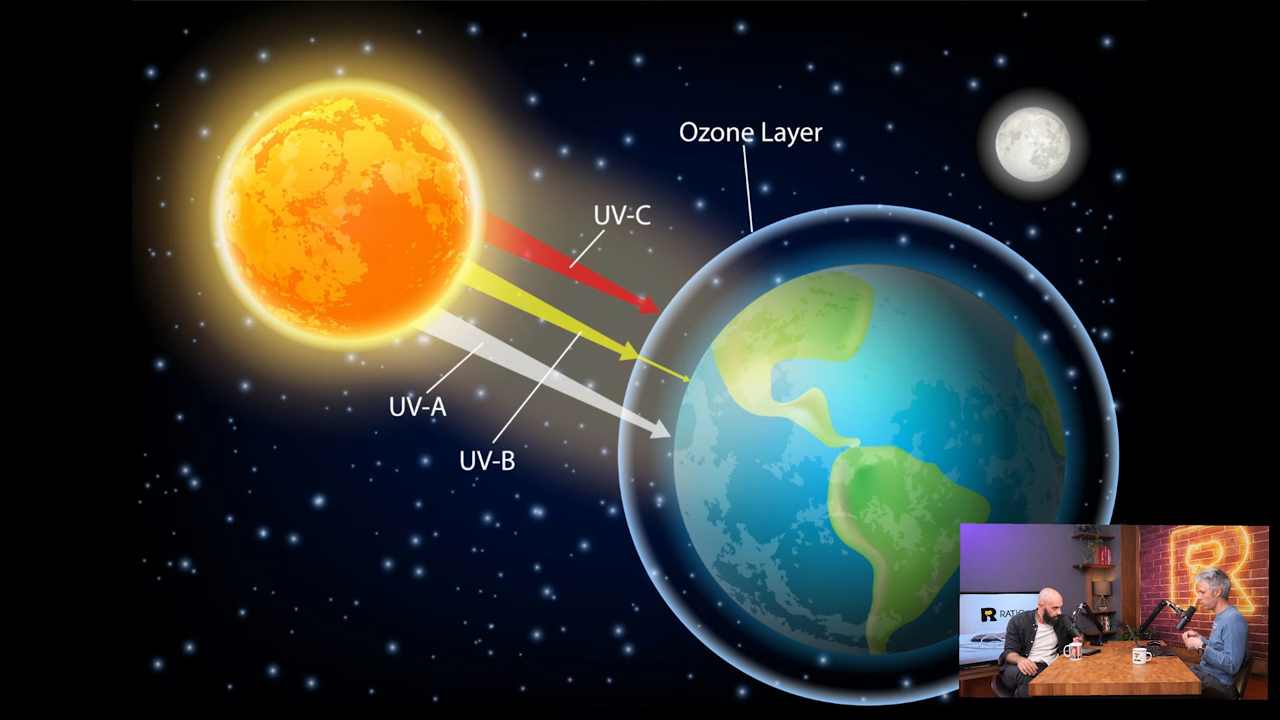 Ozone Layer
UV-C
UV-A
UV-B
R
R